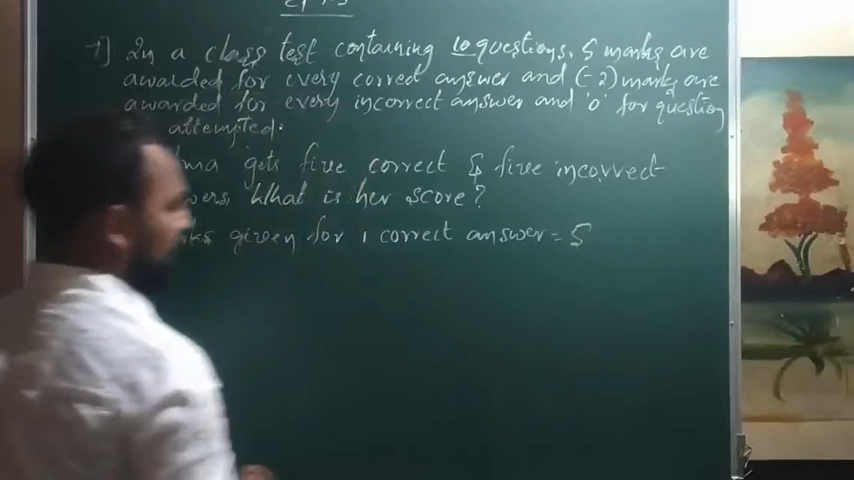 1] In a class test containing 10 questions, 5 marks are
awarded for every correct answer and (-2) marks are
awarded for every incorrect answer and '0' for question
attempted.
gets five correct & five incorrect
What is her score?
given for 1 correct answer = 5